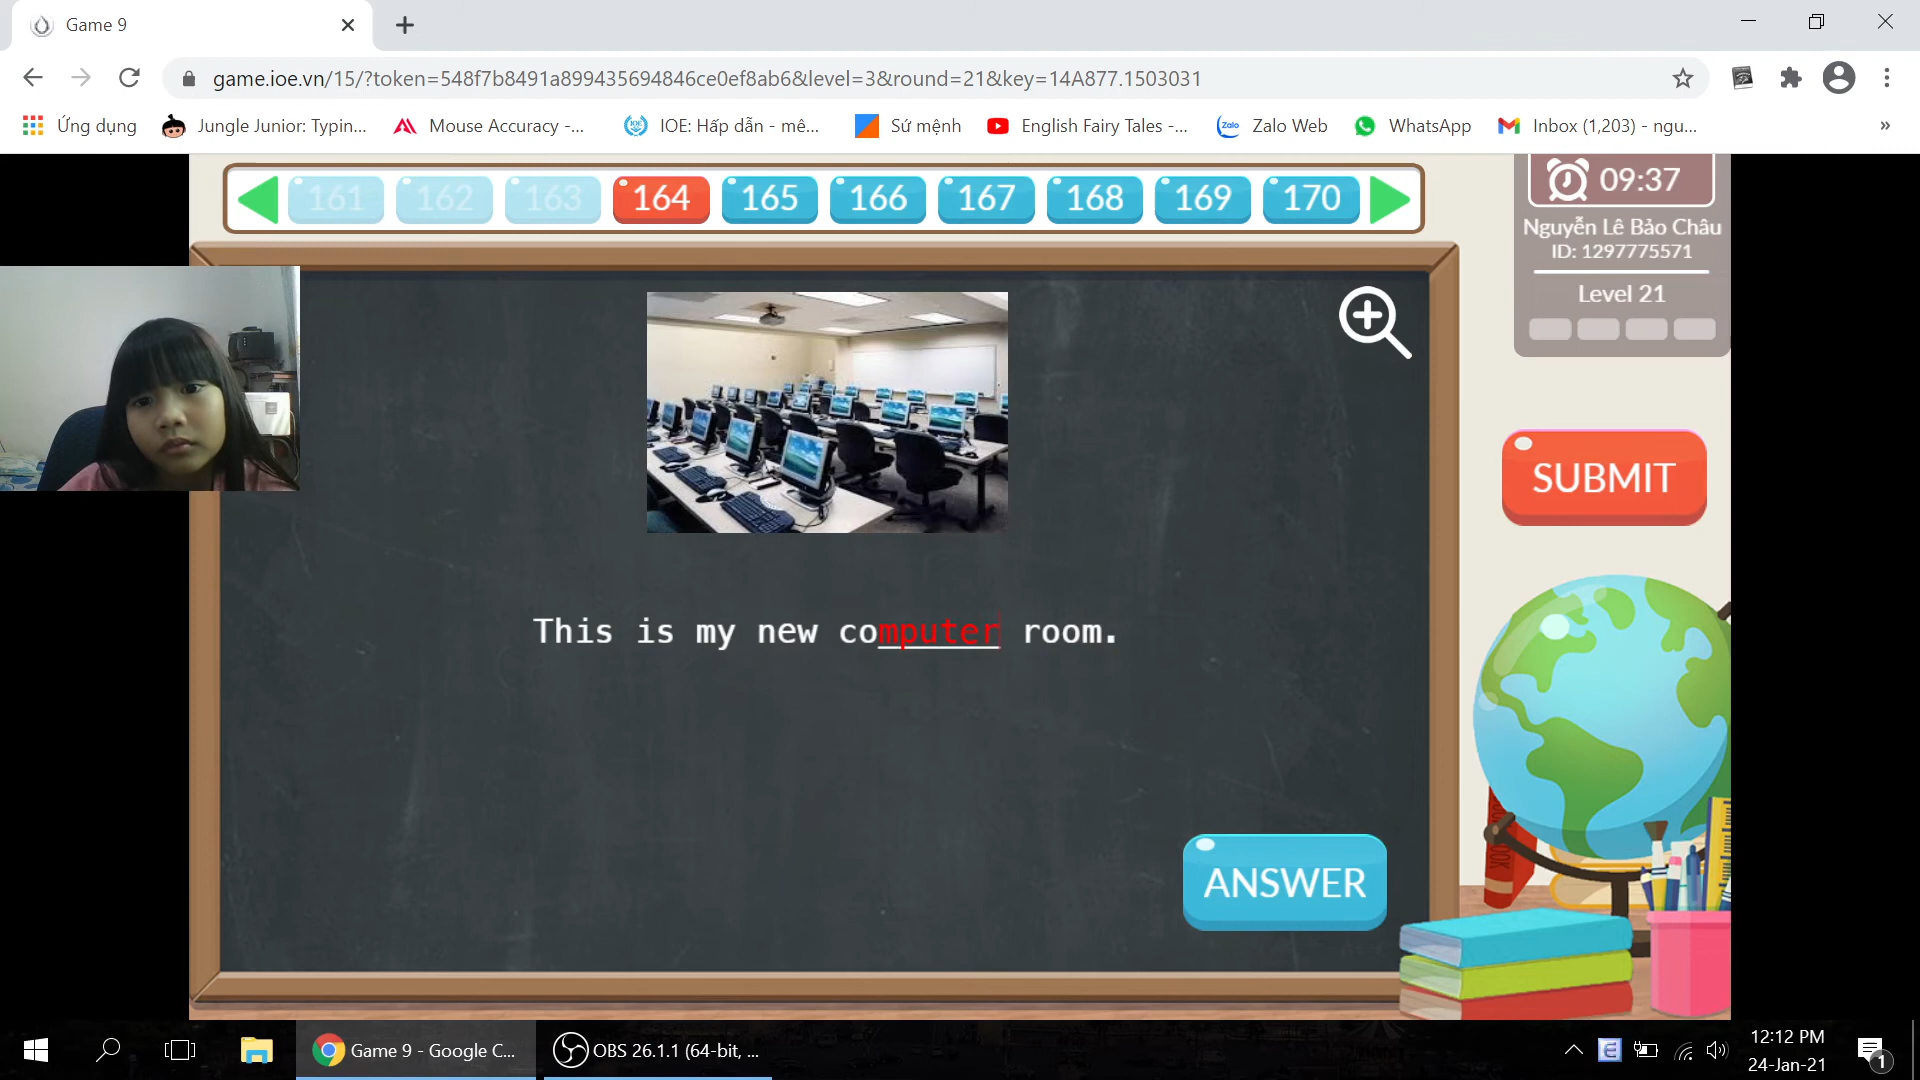 Game 9
game.ioe.vn/15/?token=548f7b8491a899435694846ce0ef8ab6&level=3&round=21&key=14A877.1503031
Ứng dụng Jungle Junior: Typin... Mouse Accuracy -... IOE: Hấp dẫn - mê... Sứ mệnh English Fairy Tales -... Zalo Web WhatsApp Inbox (1,203) - ngu... »
161 162 163 164 165 166 167 168 169 170
09:37
Nguyễn Lê Bảo Châu
ID: 1297775571
Level 21
SUBMIT
This is my new computer room.
ANSWER
Game 9 - Google C... OBS 26.1.1 (64-bit, ...
12:12 PM
24-Jan-21
1